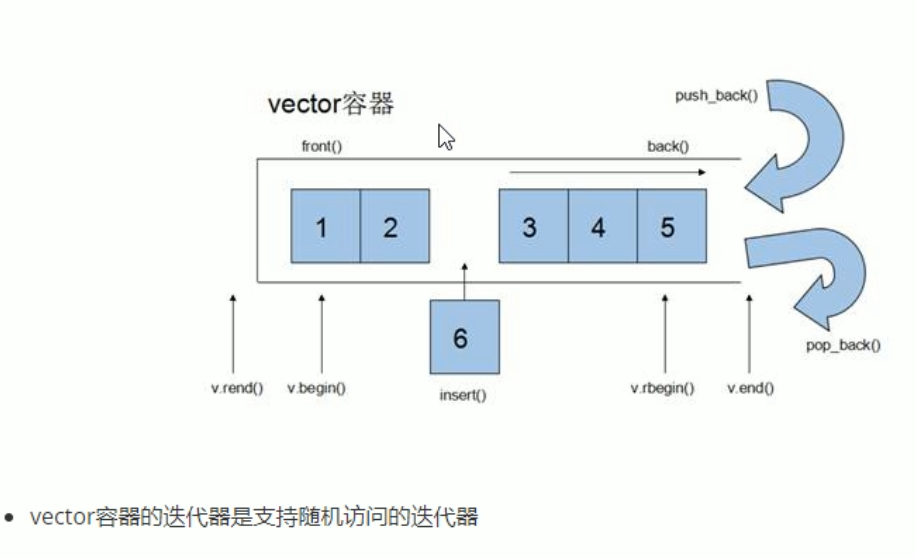 vector容器
push_back()
front()
back()
1 2 3 4 5
6
pop_back()
v.rend() v.begin() insert() v.rbegin() v.end()
vector容器的迭代器是支持随机访问的迭代器